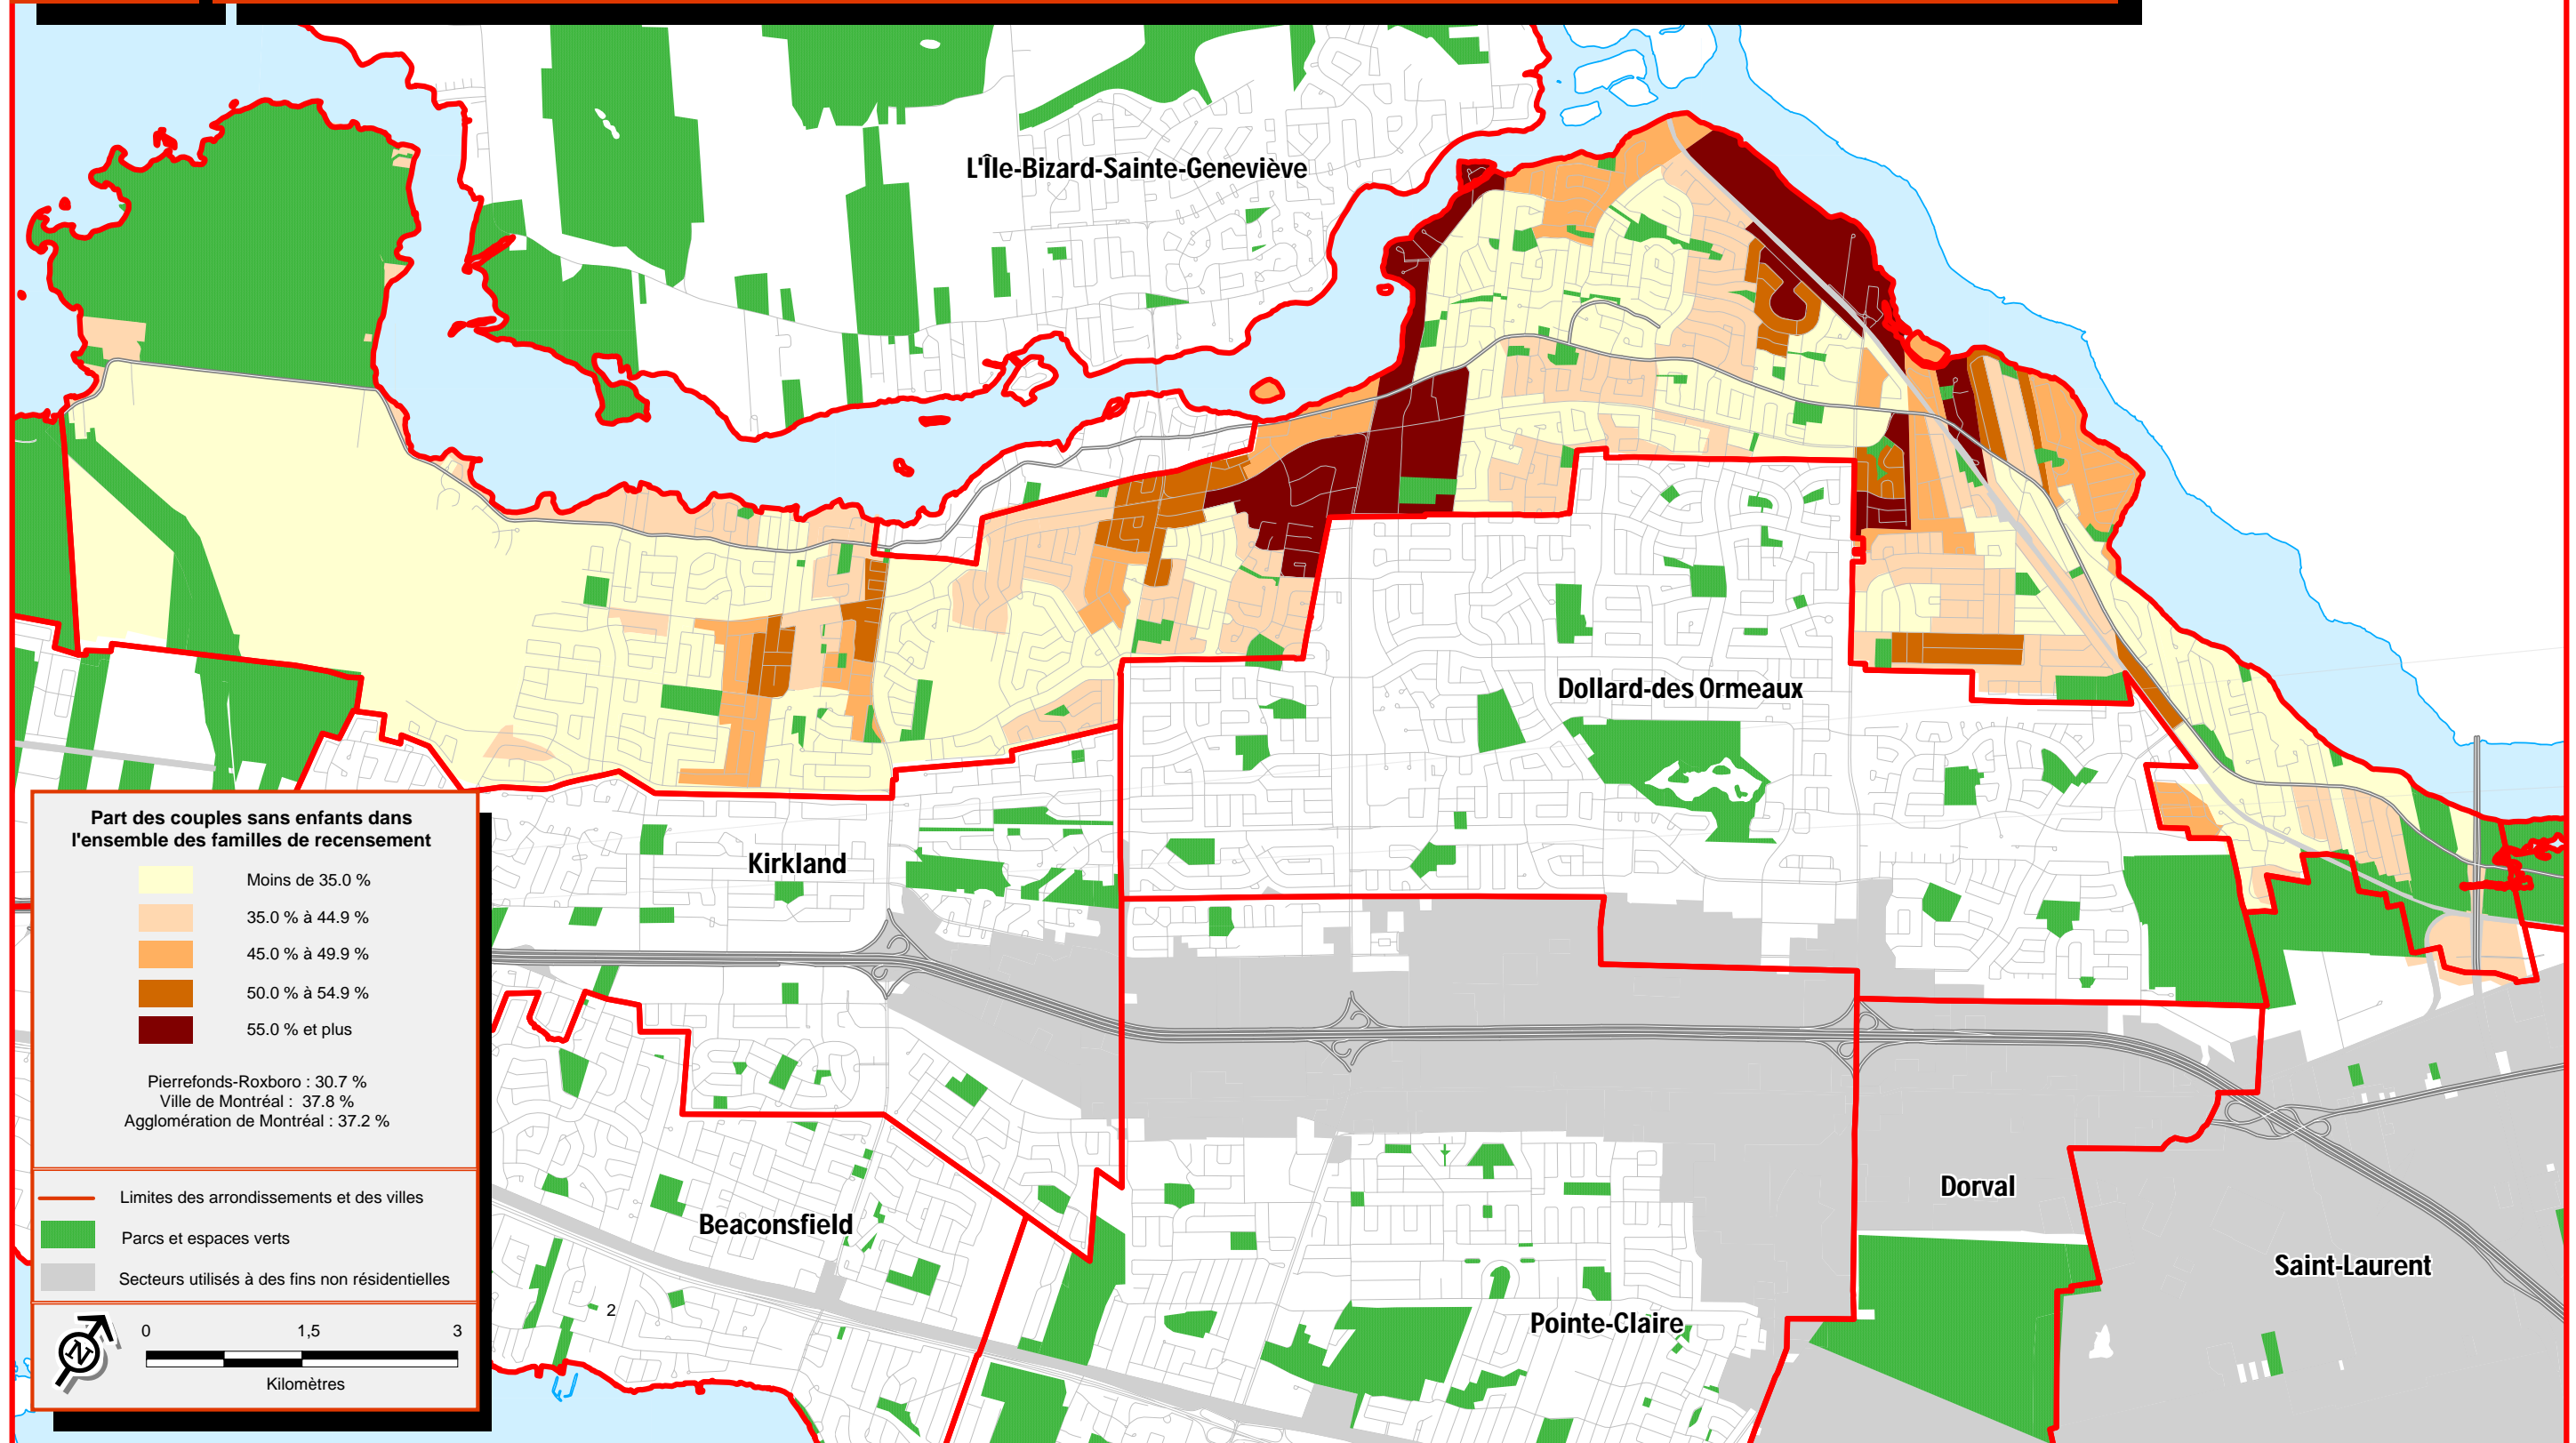 L'Île-Bizard-Sainte-Geneviève
Dollard-des Ormeaux
Kirkland
Beaconsfield
Pointe-Claire
Dorval
Saint-Laurent
2
Part des couples sans enfants dans
l'ensemble des familles de recensement
Moins de 35.0 %
35.0 % à 44.9 %
45.0 % à 49.9 %
50.0 % à 54.9 %
55.0 % et plus
Pierrefonds-Roxboro : 30.7 %
Ville de Montréal : 37.8 %
Agglomération de Montréal : 37.2 %
Limites des arrondissements et des villes
Parcs et espaces verts
Secteurs utilisés à des fins non résidentielles
N
0 1,5 3
Kilomètres